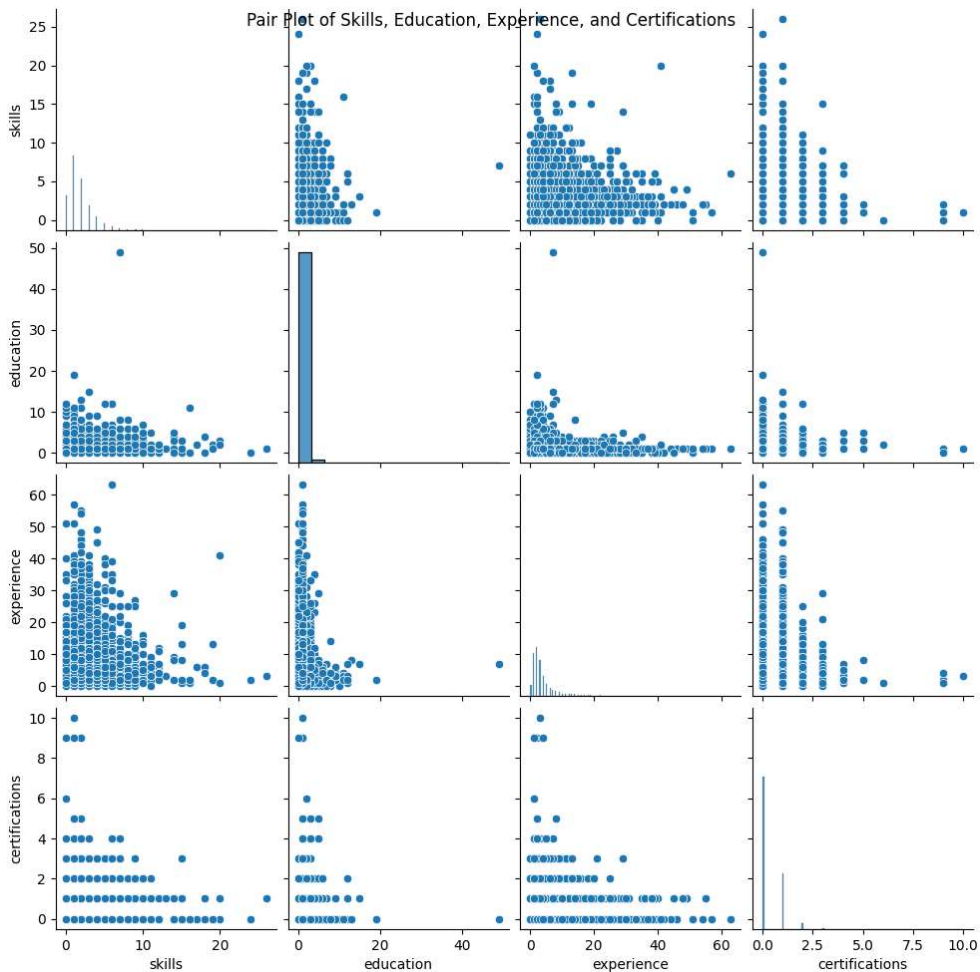 Pair Plot of Skills, Education, Experience, and Certifications
25
20
15
10
5
0
skills
50
40
30
20
10
0
education
60
50
40
30
20
10
0
experience
10
8
6
4
2
0
certifications
0 10 20
0 20 40
0 20 40 60
0.0 2.5 5.0 7.5 10.0
skills education experience certifications